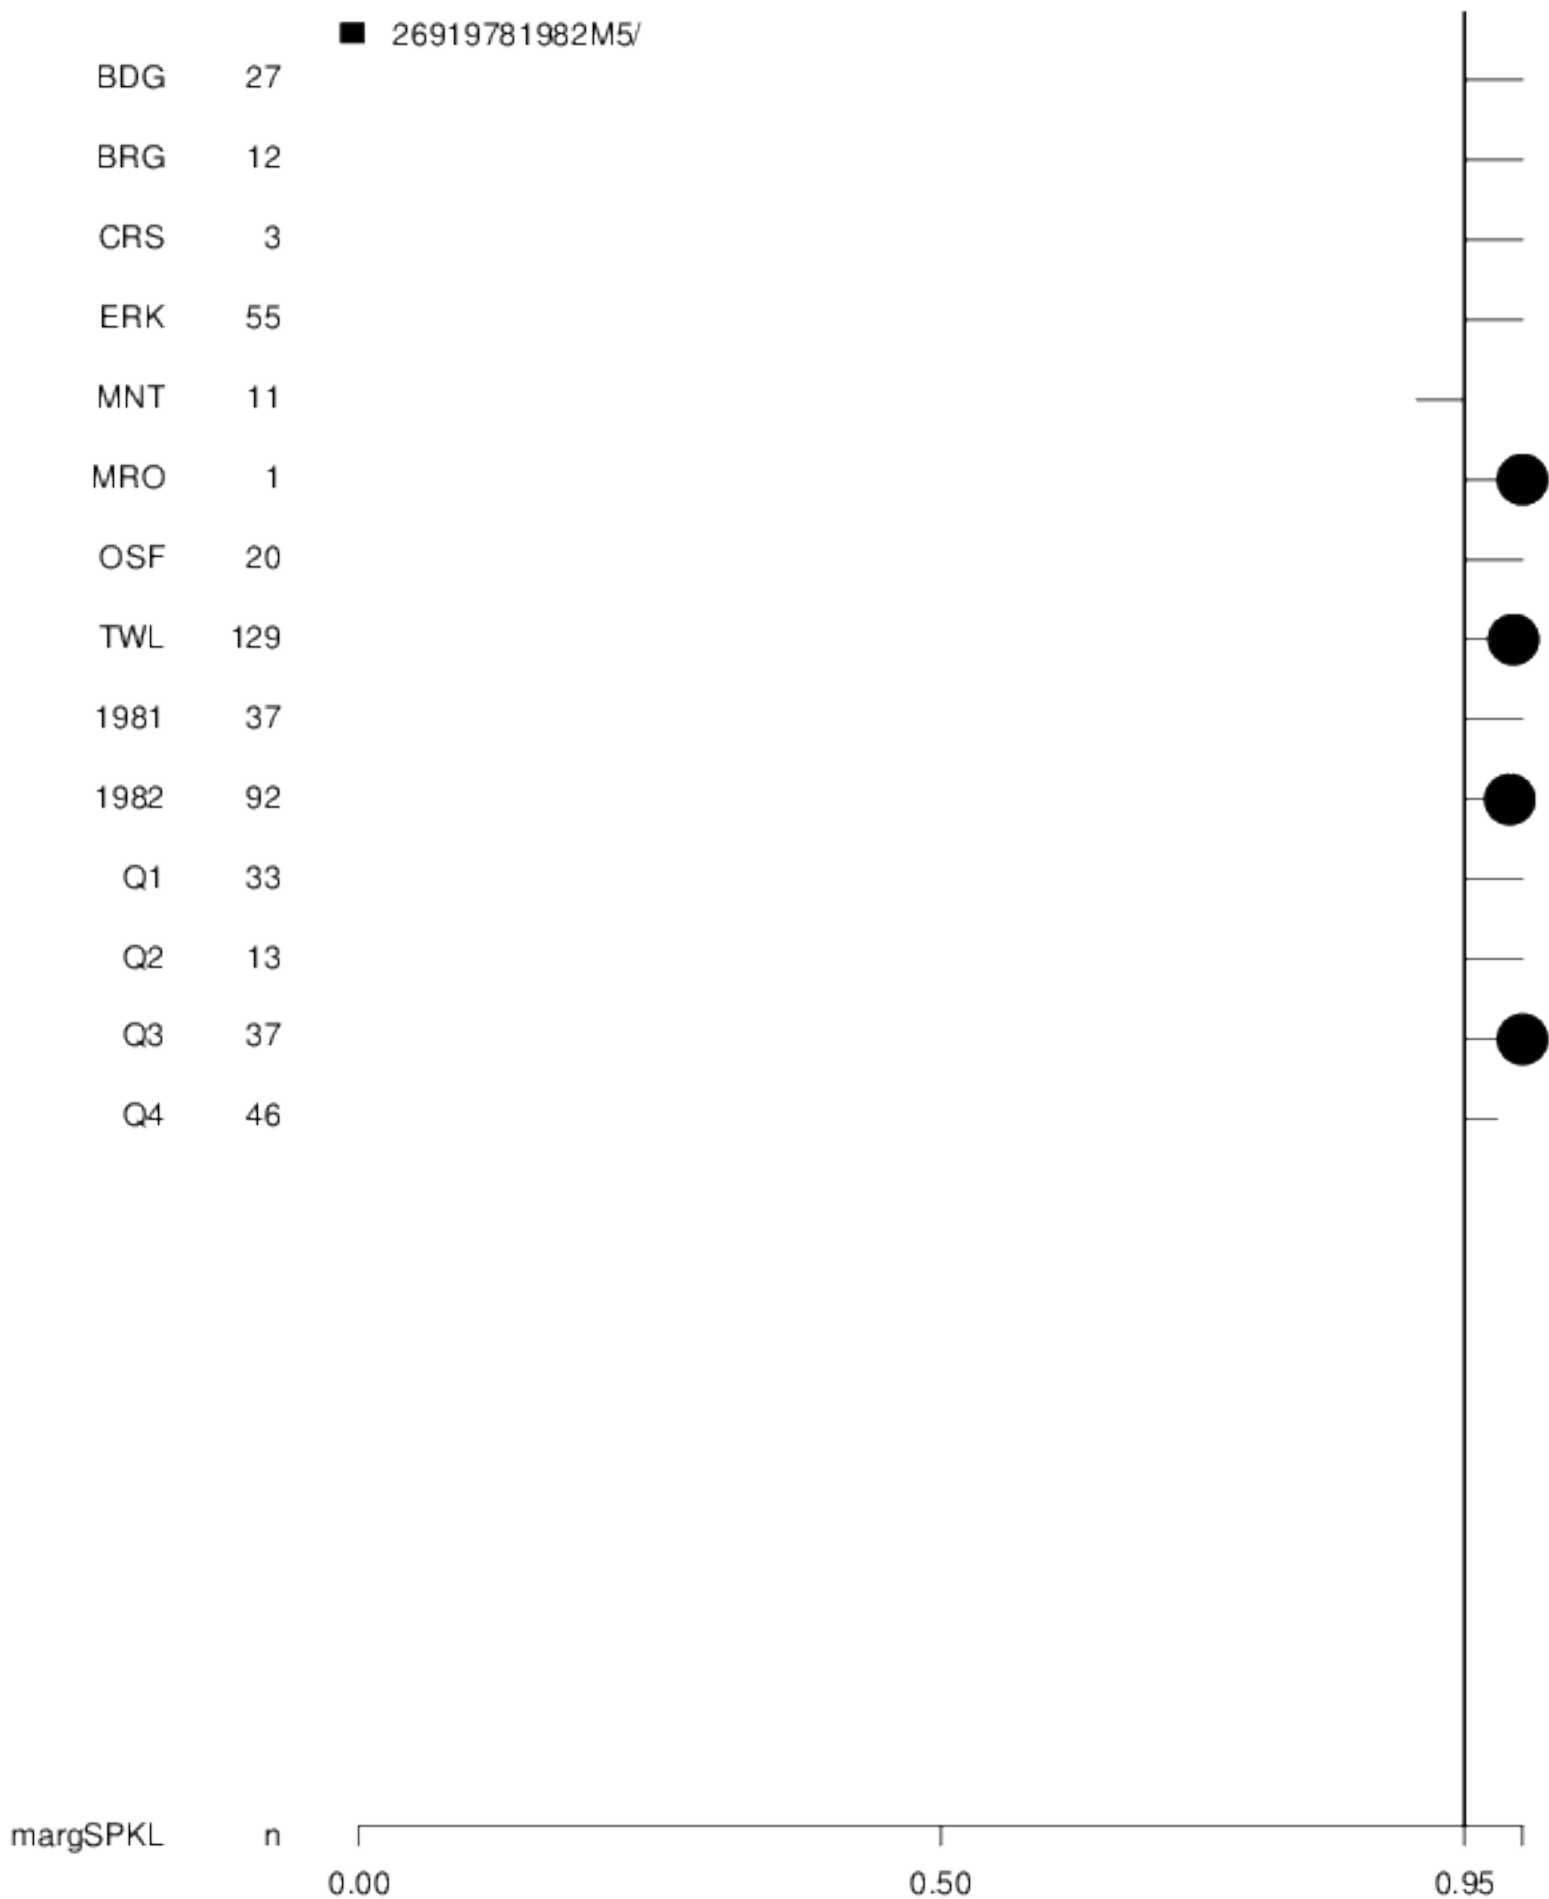 26919781982M5/
BDG 27
BRG 12
CRS 3
ERK 55
MNT 11
MRO 1
OSF 20
TWL 129
1981 37
1982 92
Q1 33
Q2 13
Q3 37
Q4 46
margSPKL n
0.00 0.50 0.95